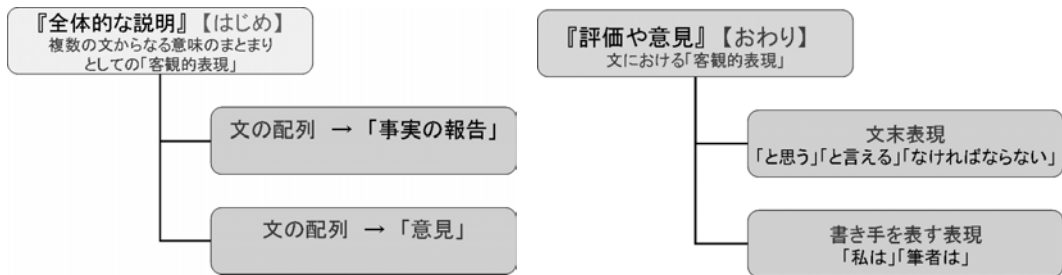 『全体的な説明』【はじめ】
複数の文からなる意味のまとまり
としての「客観的表現」
文の配列 → 「事実の報告」
文の配列 → 「意見」
『評価や意見』【おわり】
文における「客観的表現」
文末表現
「と思う」「と言える」「なければならない」
書き手を表す表現
「私は」「筆者は」